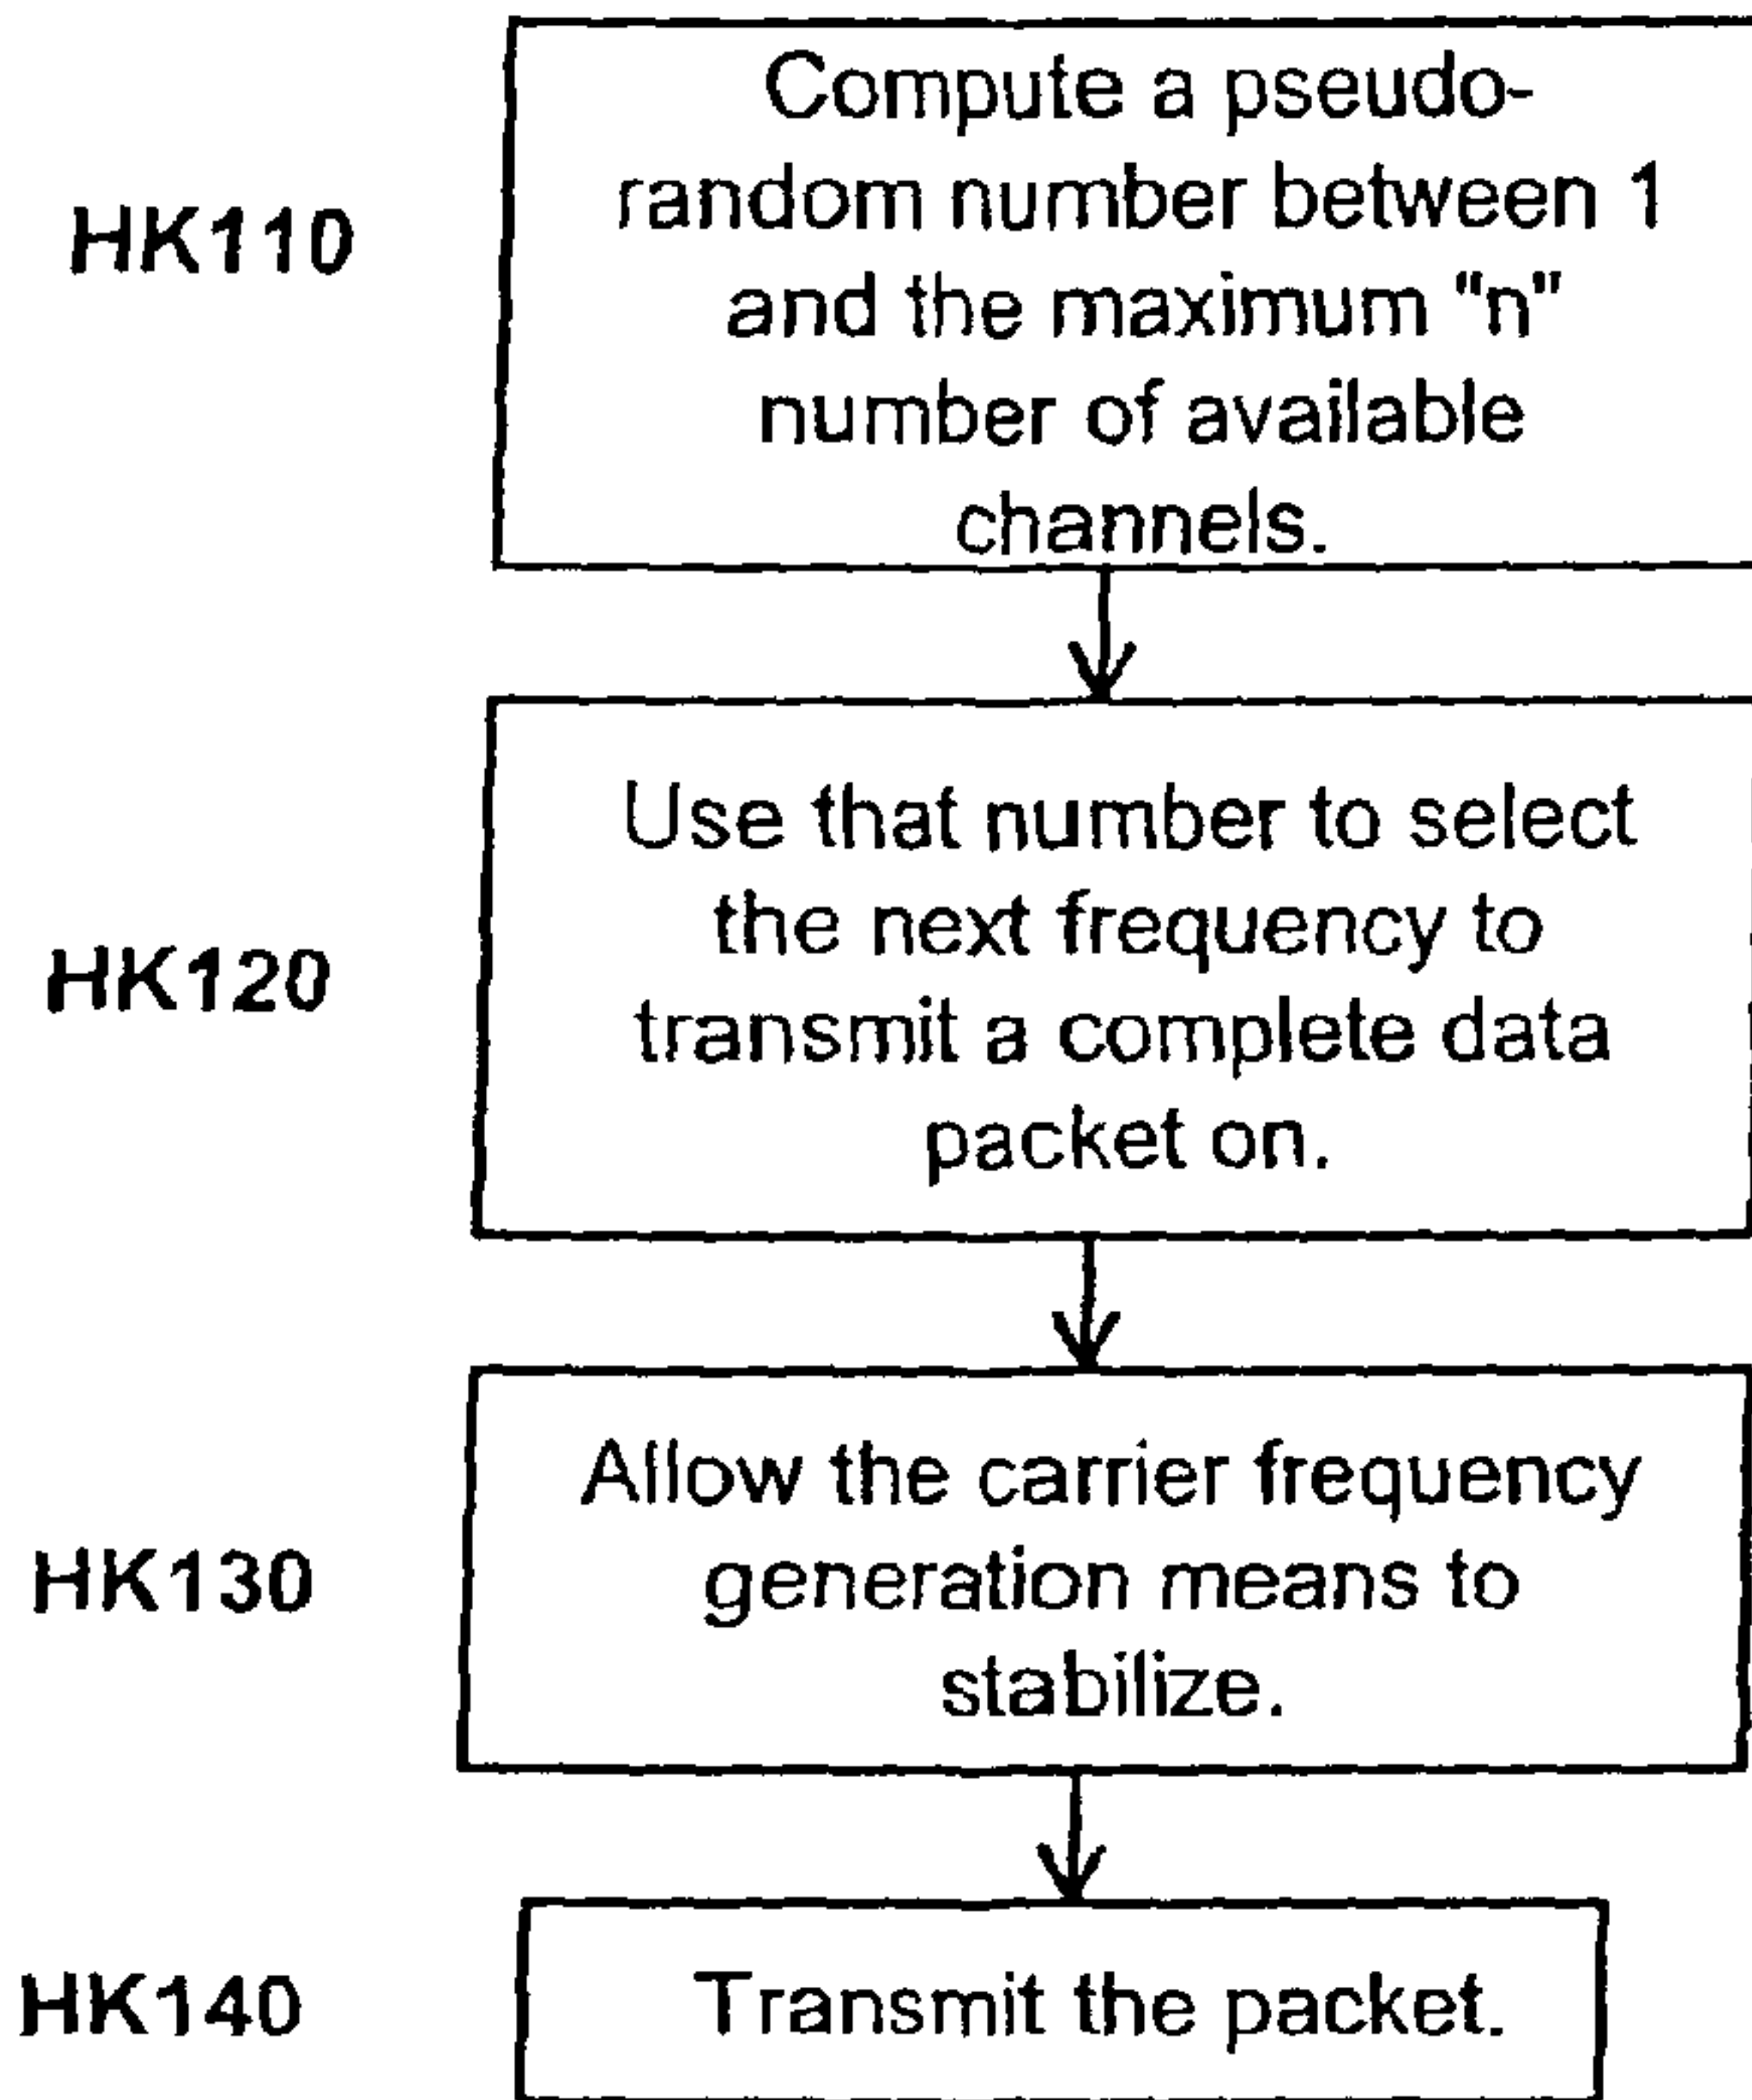 HK110
Compute a pseudo-
random number between 1
and the maximum "n"
number of available
channels.
HK120
Use that number to select
the next frequency to
transmit a complete data
packet on.
HK130
Allow the carrier frequency
generation means to
stabilize.
HK140
Transmit the packet.